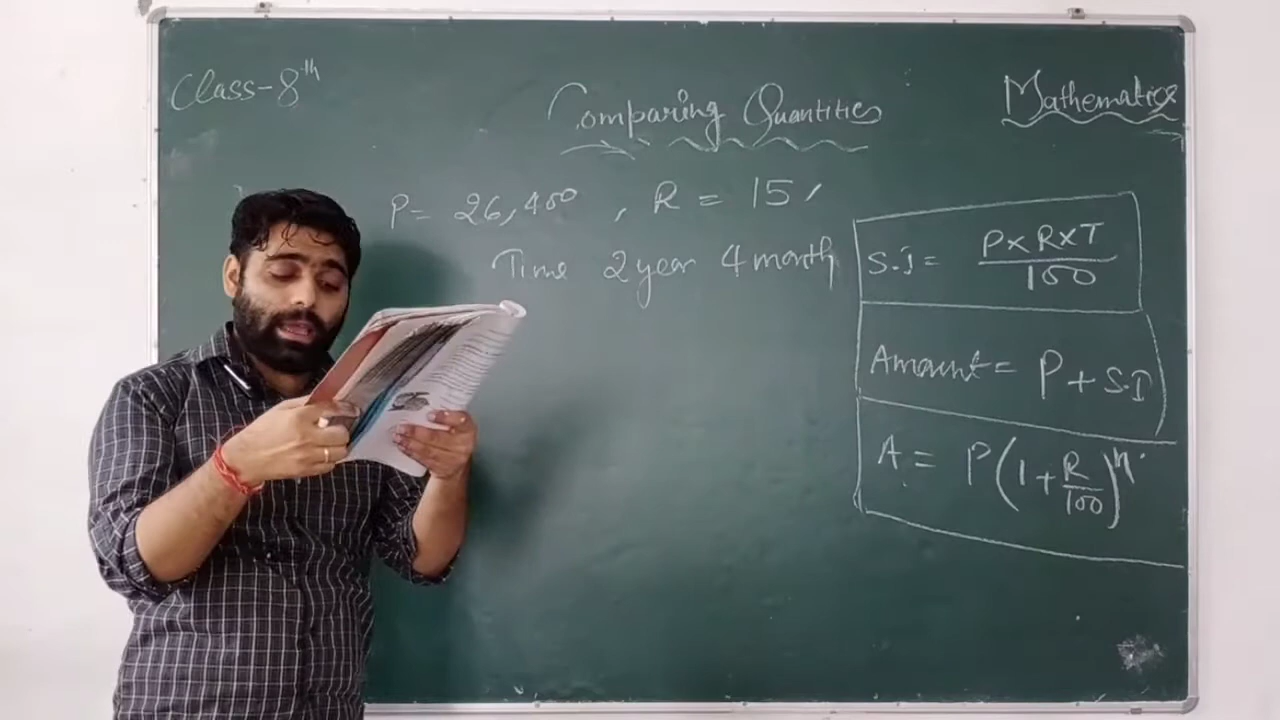 Class-8th
Comparing Quantities
Mathematics
P= 26,400 , R = 15%
Time 2 year 4 month
S.I = P×R×T/100
Amount = P + S.I
A = P(1+R/100)^n